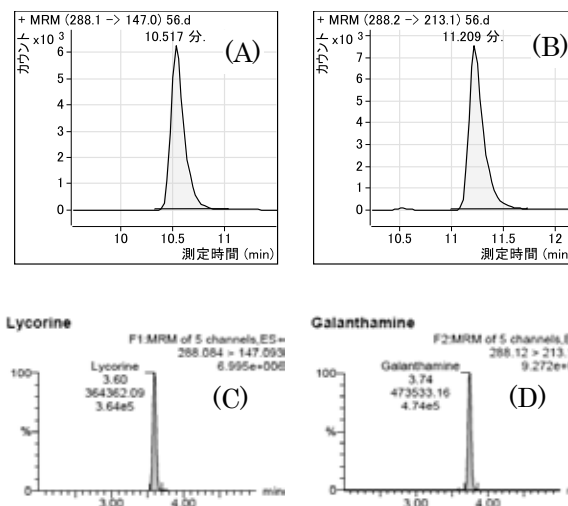 + MRM (288.1 -> 147.0) 56.d
カウント ×10 3
10.517 分.
(A)
6
5
4
3
2
1
0
10 10.5 11
測定時間 (min)
+ MRM (288.2 -> 213.1) 56.d
カウント ×10 3
11.209 分.
(B)
7
6
5
4
3
2
1
0
10.5 11 11.5 12
測定時間 (min)
Lycorine
F1:MRM of 5 channels,ES+
288.084 > 147.093
6.995e+006
100
Lycorine
3.60
364362.09
3.64e5
(C)
%
0
3.00 4.00
min
Galanthamine
F2:MRM of 5 channels,E
288.12 > 213.
9.272e+
100
Galanthamine
3.74
473533.16
4.74e5
(D)
%
0
3.00 4.00
min